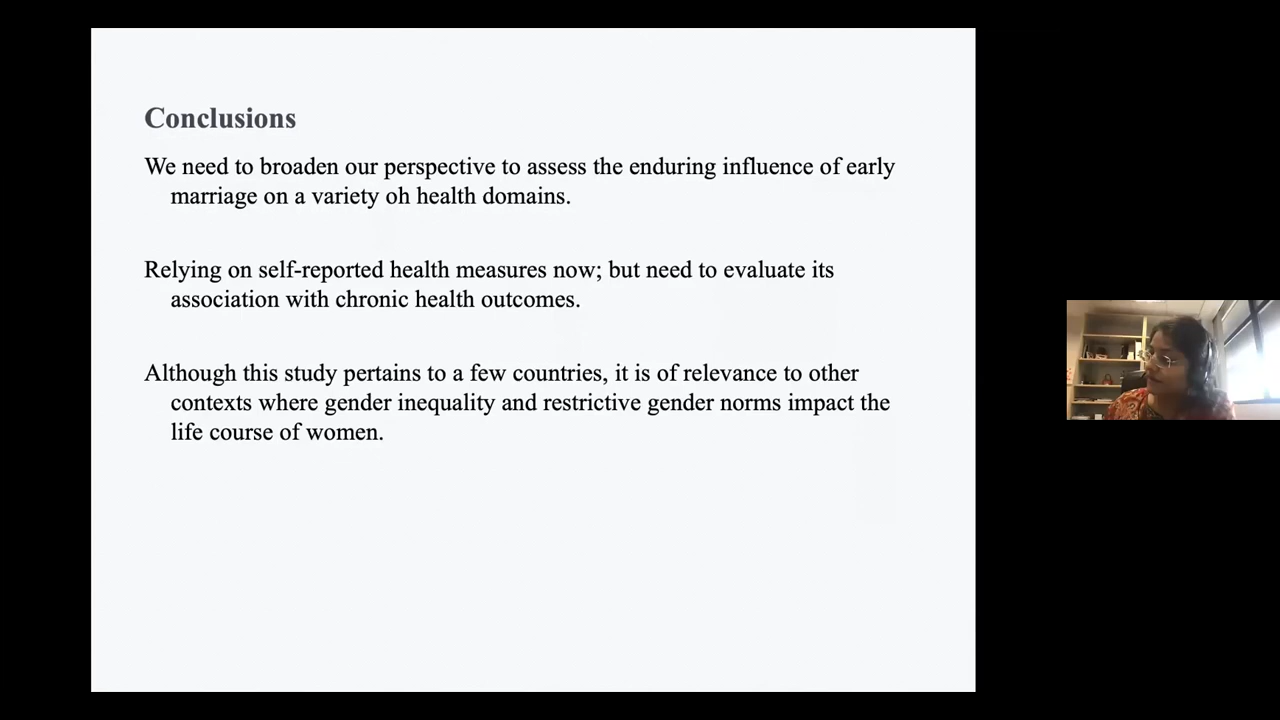 Conclusions
We need to broaden our perspective to assess the enduring influence of early
marriage on a variety oh health domains.
Relying on self-reported health measures now; but need to evaluate its
association with chronic health outcomes.
Although this study pertains to a few countries, it is of relevance to other
contexts where gender inequality and restrictive gender norms impact the
life course of women.